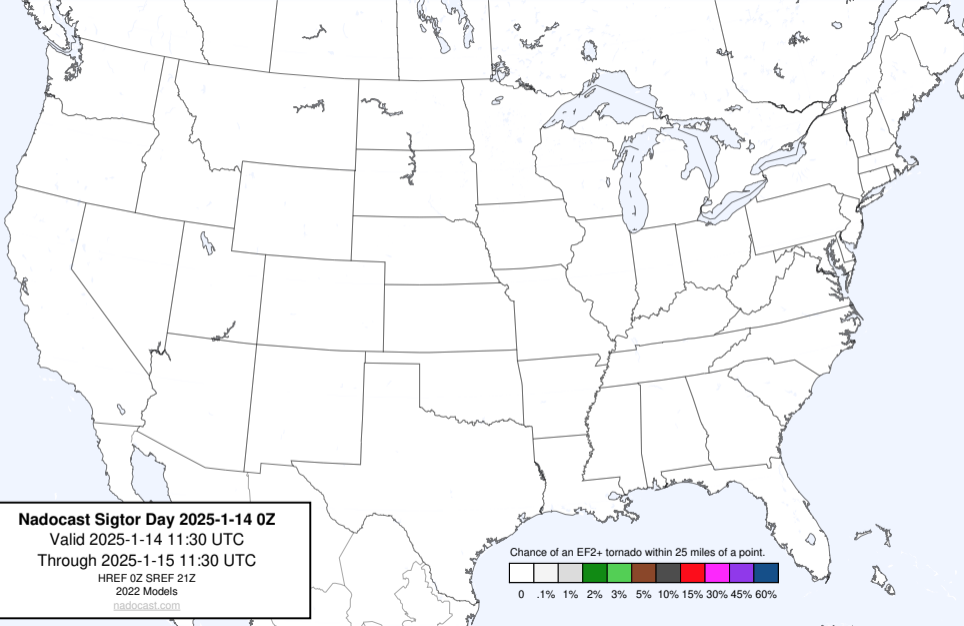 Nadocast Sigtor Day 2025-1-14 0Z
Valid 2025-1-14 11:30 UTC
Through 2025-1-15 11:30 UTC
HREF 0Z SREF 21Z
2022 Models
nadocast.com
Chance of an EF2+ tornado within 25 miles of a point.
0 .1% 1% 2% 3% 5% 10% 15% 30% 45% 60%